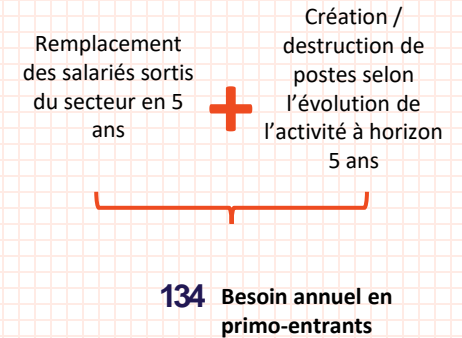 Remplacement
des salariés sortis
du secteur en 5
ans
+
Création /
destruction de
postes selon
l'évolution de
l'activité à horizon
5 ans
134 Besoin annuel en
primo-entrants